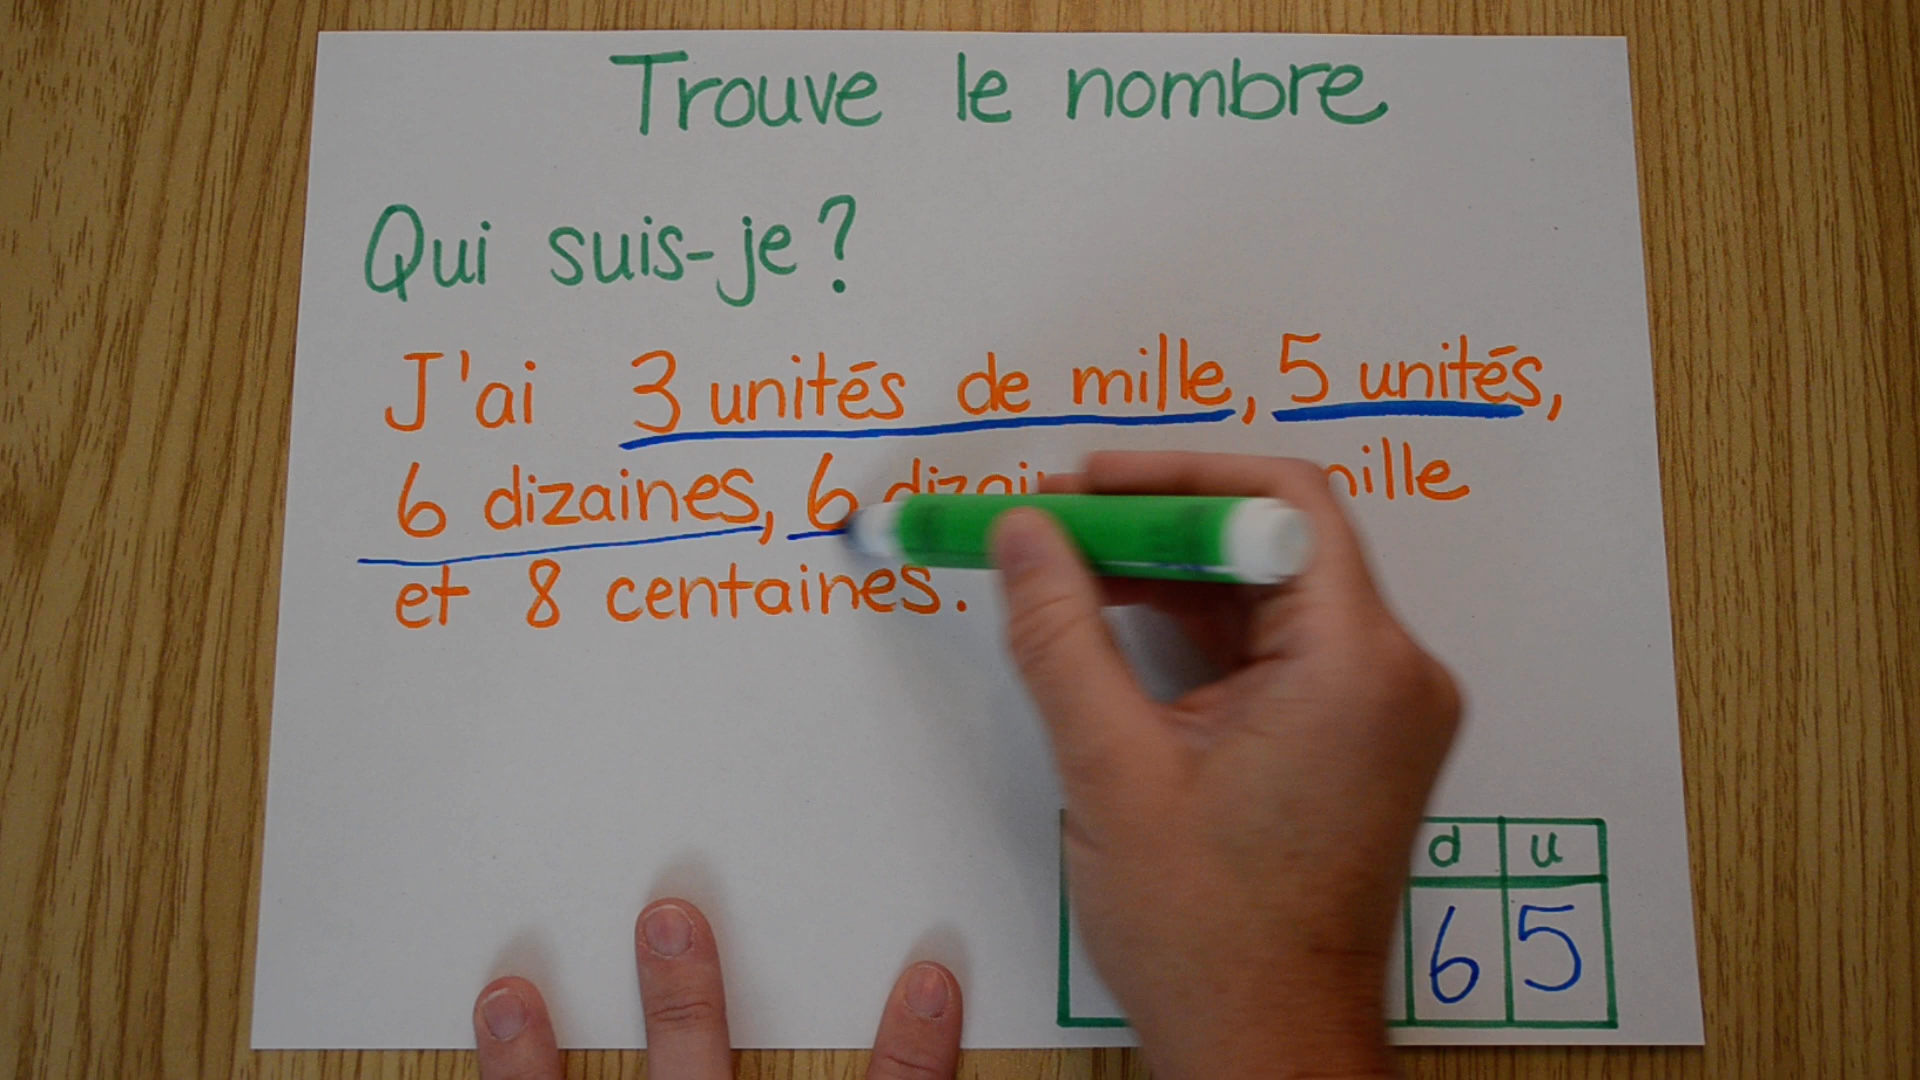 Trouve le nombre
Qui suis-je?
J'ai 3 unités de mille, 5 unités,
6 dizaines, 6
et 8 centaines.
d u
6 5